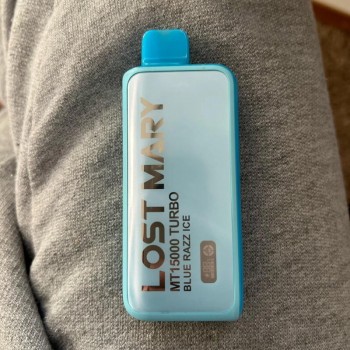 LOST MARY
MT15000 TURBO
BLUE RAZZ ICE